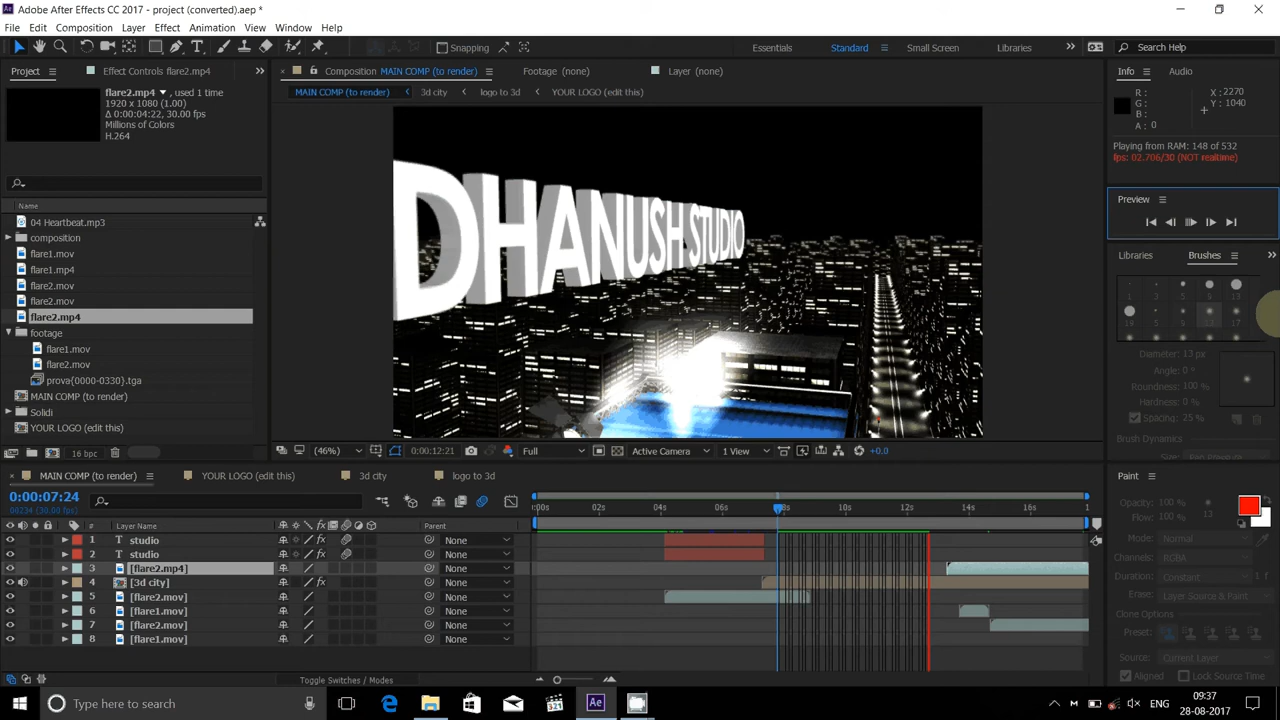 Adobe After Effects CC 2017 - project (converted).aep *
File Edit Composition Layer Effect Animation View Window Help
Snapping
Essentials Standard Small Screen Libraries Search Help
Project Effect Controls flare2.mp4
Composition MAIN COMP (to render) Footage (none) Layer (none)
MAIN COMP (to render) 3d city logo to 3d YOUR LOGO (edit this)
flare2.mp4 , used 1 time
1920 x 1080 (1.00)
Δ 0:00:04:22, 30.00 fps
Millions of Colors
H.264
Name
04 Heartbeat.mp3
composition
flare1.mov
flare1.mp4
flare2.mov
flare2.mov
flare2.mp4
footage
flare1.mov
flare2.mov
prova{0000-0330}.tga
MAIN COMP (to render)
Solidi
YOUR LOGO (edit this)
16 bpc
DHANUSH STUDIO
(46%) 0:00:12:21 Full Active Camera 1 View +0.0
Info Audio
R : X : 2270
G : Y : 1040
B :
A : 0
Playing from RAM: 148 of 532
fps: 02.706/30 (NOT realtime)
Preview
Libraries Brushes
1 3 5 9 13
19
Diameter: 13 px
Angle: 0 °
Roundness: 100 %
Hardness: 0 %
Spacing: 25 %
Brush Dynamics
Paint
Opacity: 100 %
Flow: 100 % 13
Mode: Normal
Channels: RGBA
Duration: Constant
Erase: Layer Source & Paint
Clone Options
Preset:
Source: Current Layer
Aligned Lock Source Time
MAIN COMP (to render) YOUR LOGO (edit this) 3d city logo to 3d
0:00:07:24
00234 (30.00 fps)
:00s 02s 04s 06s 8s 10s 12s 14s 16s 1
# Layer Name Parent
1 T studio None
2 T studio None
3 [flare2.mp4] None
4 [3d city] None
5 [flare2.mov] None
6 [flare1.mov] None
7 [flare2.mov] None
8 [flare1.mov] None
Toggle Switches / Modes
Type here to search
ENG
09:37
28-08-2017